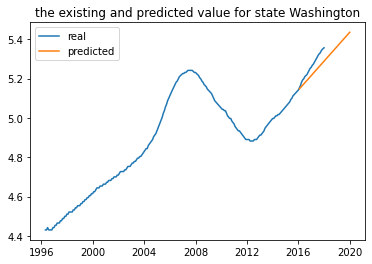 the existing and predicted value for state Washington
real
predicted
5.4
5.2
5.0
4.8
4.6
4.4
1996 2000 2004 2008 2012 2016 2020